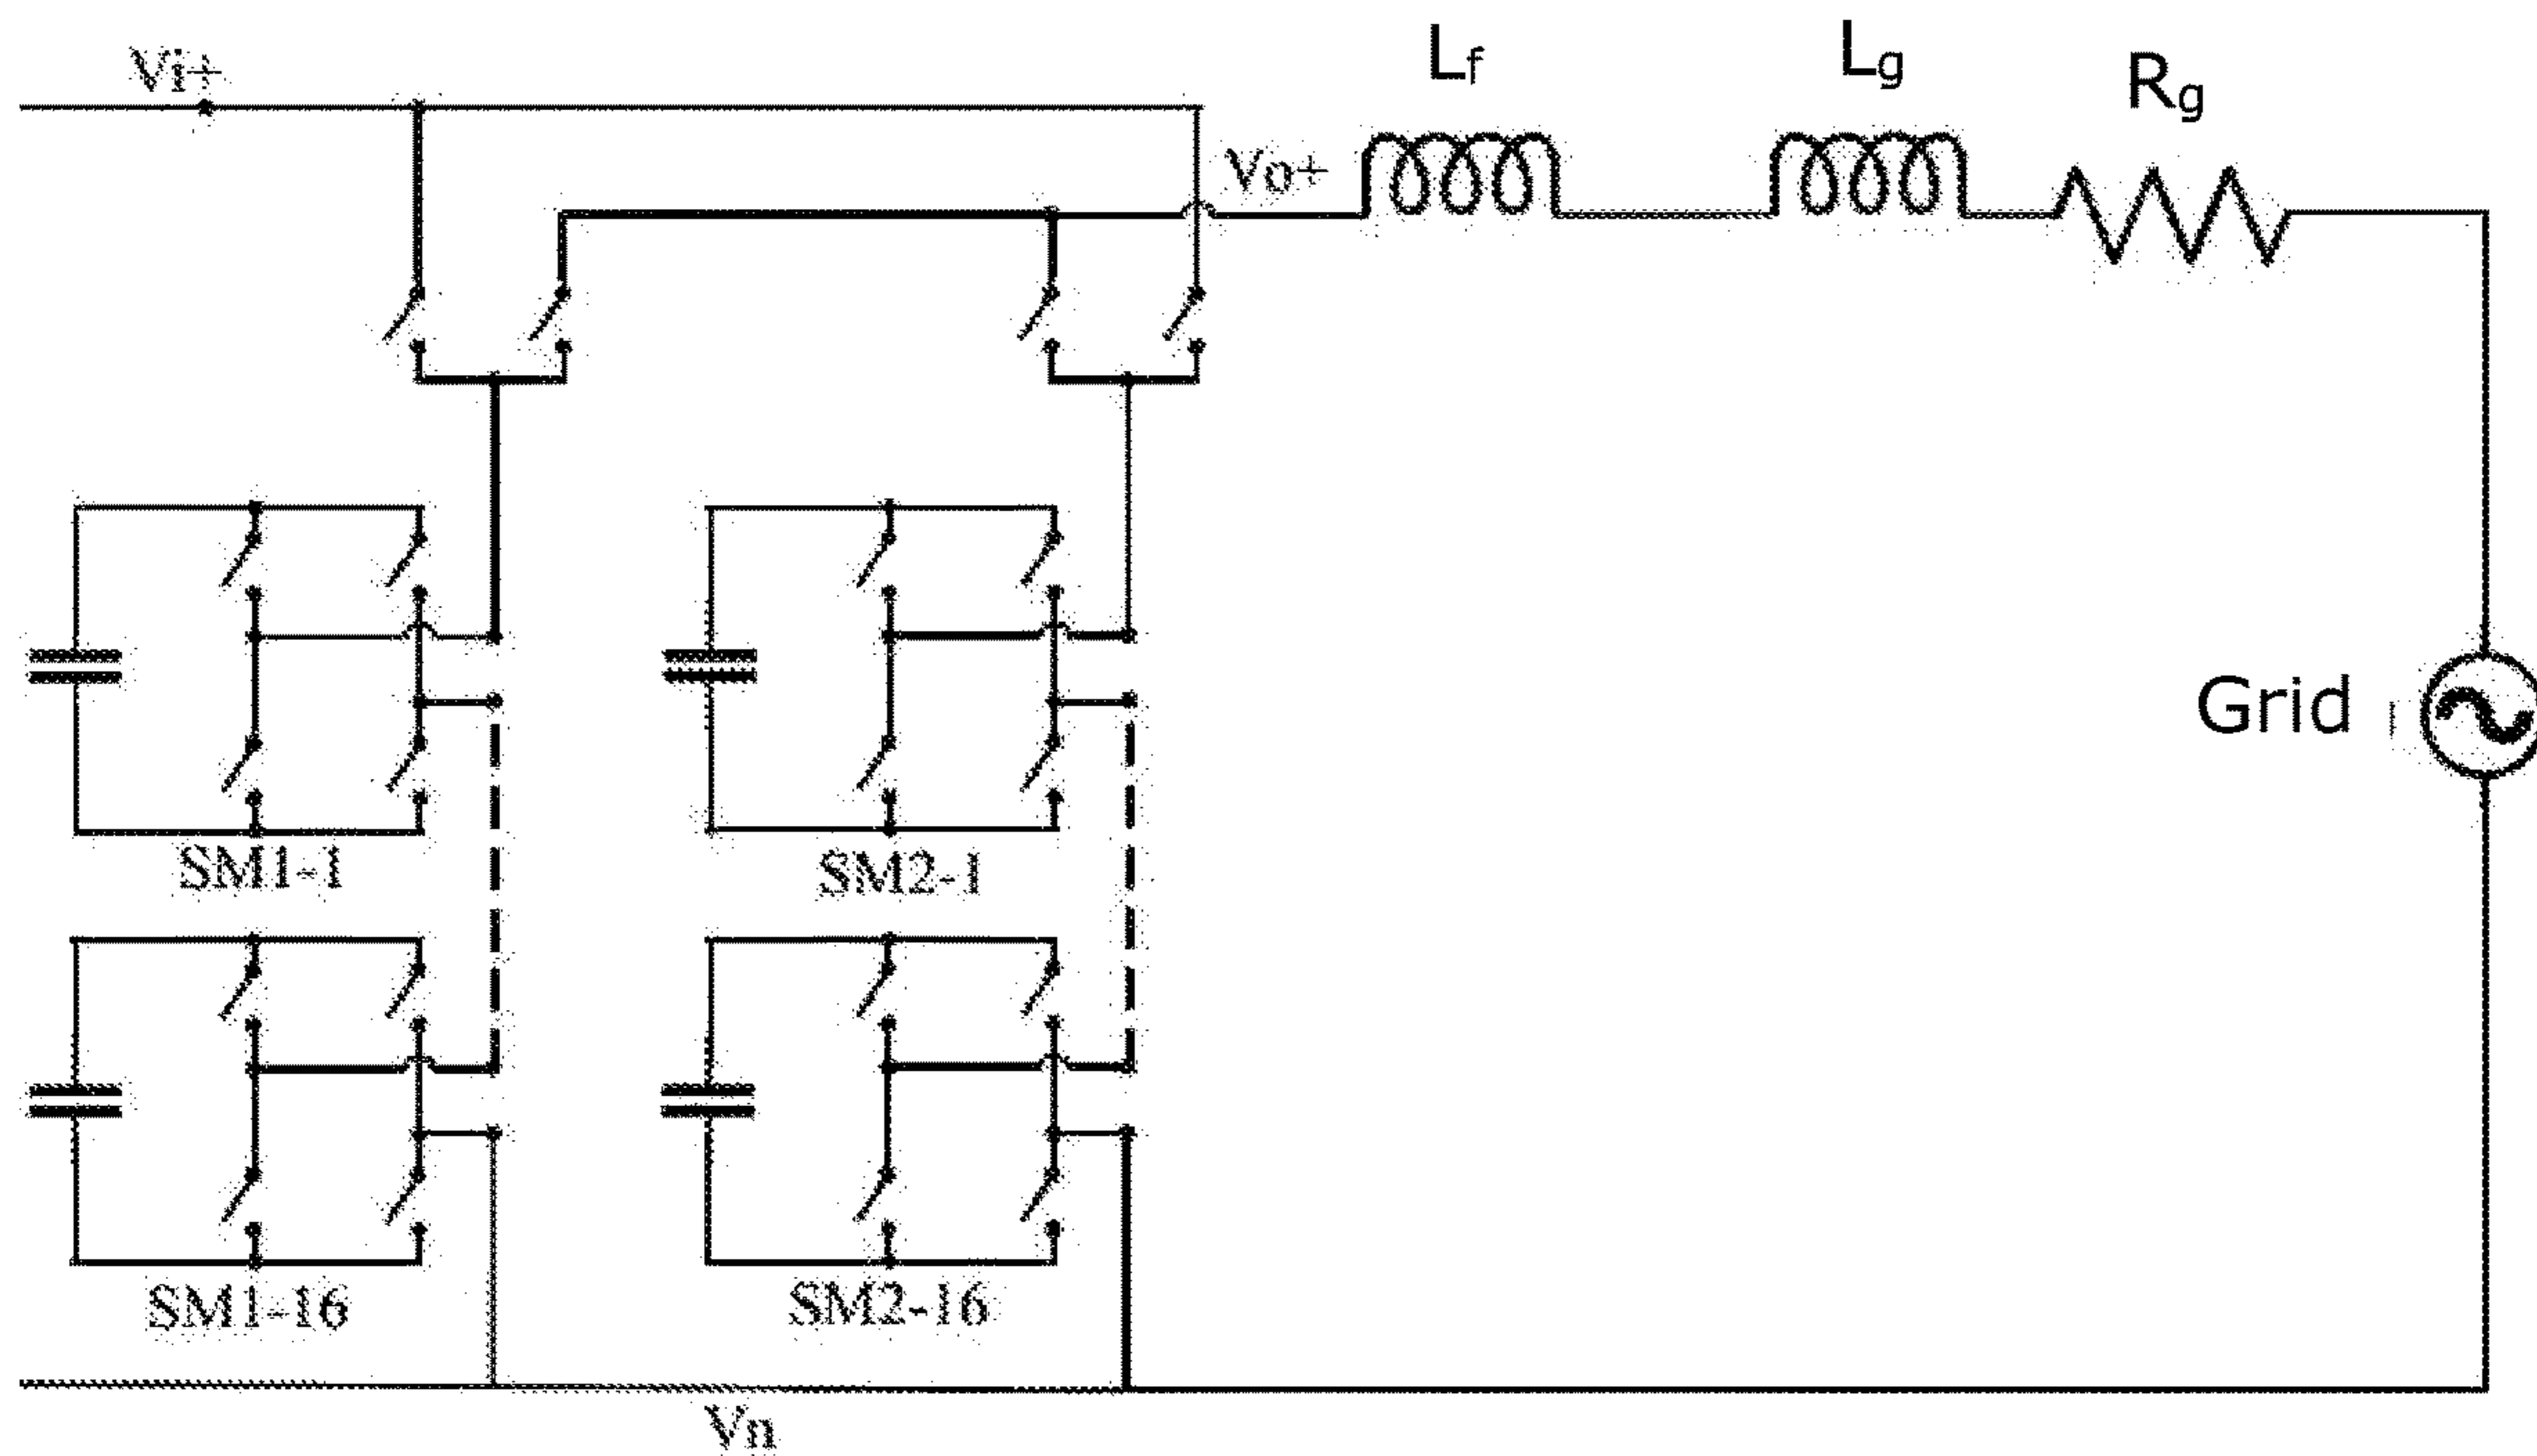 Vi+
Lf
Lg
Rg
Vo+
Grid
SM1-1
SM2-1
SM1-16
SM2-16
Vn